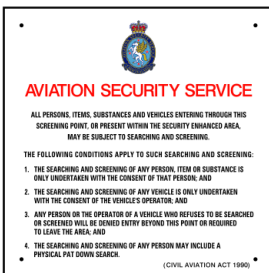 AVIATION SECURITY SERVICE
ALL PERSONS, ITEMS, SUBSTANCES AND VEHICLES ENTERING THROUGH THIS
SCREENING POINT, OR PRESENT WITHIN THE SECURITY ENHANCED AREA,
MAY BE SUBJECT TO SEARCHING AND SCREENING.
THE FOLLOWING CONDITIONS APPLY TO SUCH SEARCHING AND SCREENING:
1. THE SEARCHING AND SCREENING OF ANY PERSON, ITEM OR SUBSTANCE IS
ONLY UNDERTAKEN WITH THE CONSENT OF THAT PERSON; AND
2. THE SEARCHING AND SCREENING OF ANY VEHICLE IS ONLY UNDERTAKEN
WITH THE CONSENT OF THE VEHICLE'S OPERATOR; AND
3. ANY PERSON OR THE OPERATOR OF A VEHICLE WHO REFUSES TO BE SEARCHED
OR SCREENED WILL BE DENIED ENTRY BEYOND THIS POINT OR REQUIRED
TO LEAVE THE AREA; AND
4. THE SEARCHING AND SCREENING OF ANY PERSON MAY INCLUDE A
PHYSICAL PAT DOWN SEARCH.
(CIVIL AVIATION ACT 1990)